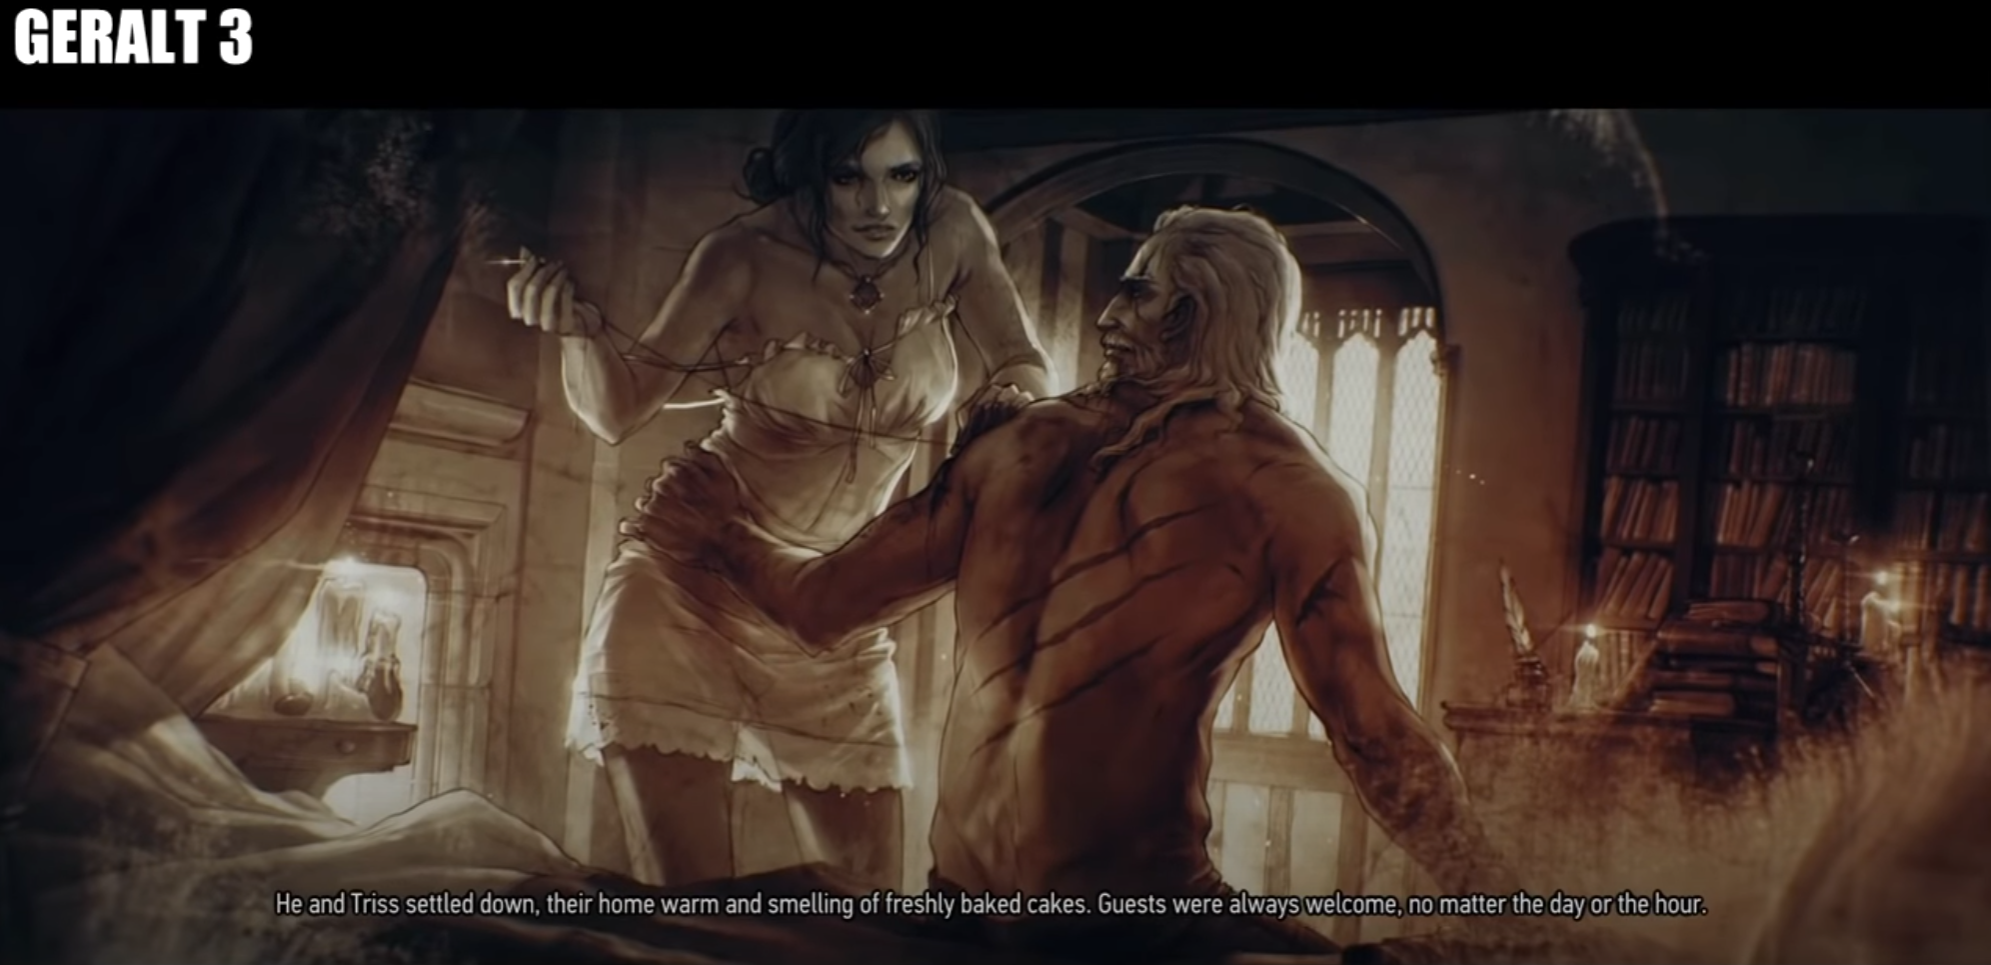 GERALT 3
He and Triss settled down, their home warm and smelling of freshly baked cakes. Guests were always welcome, no matter the day or the hour.